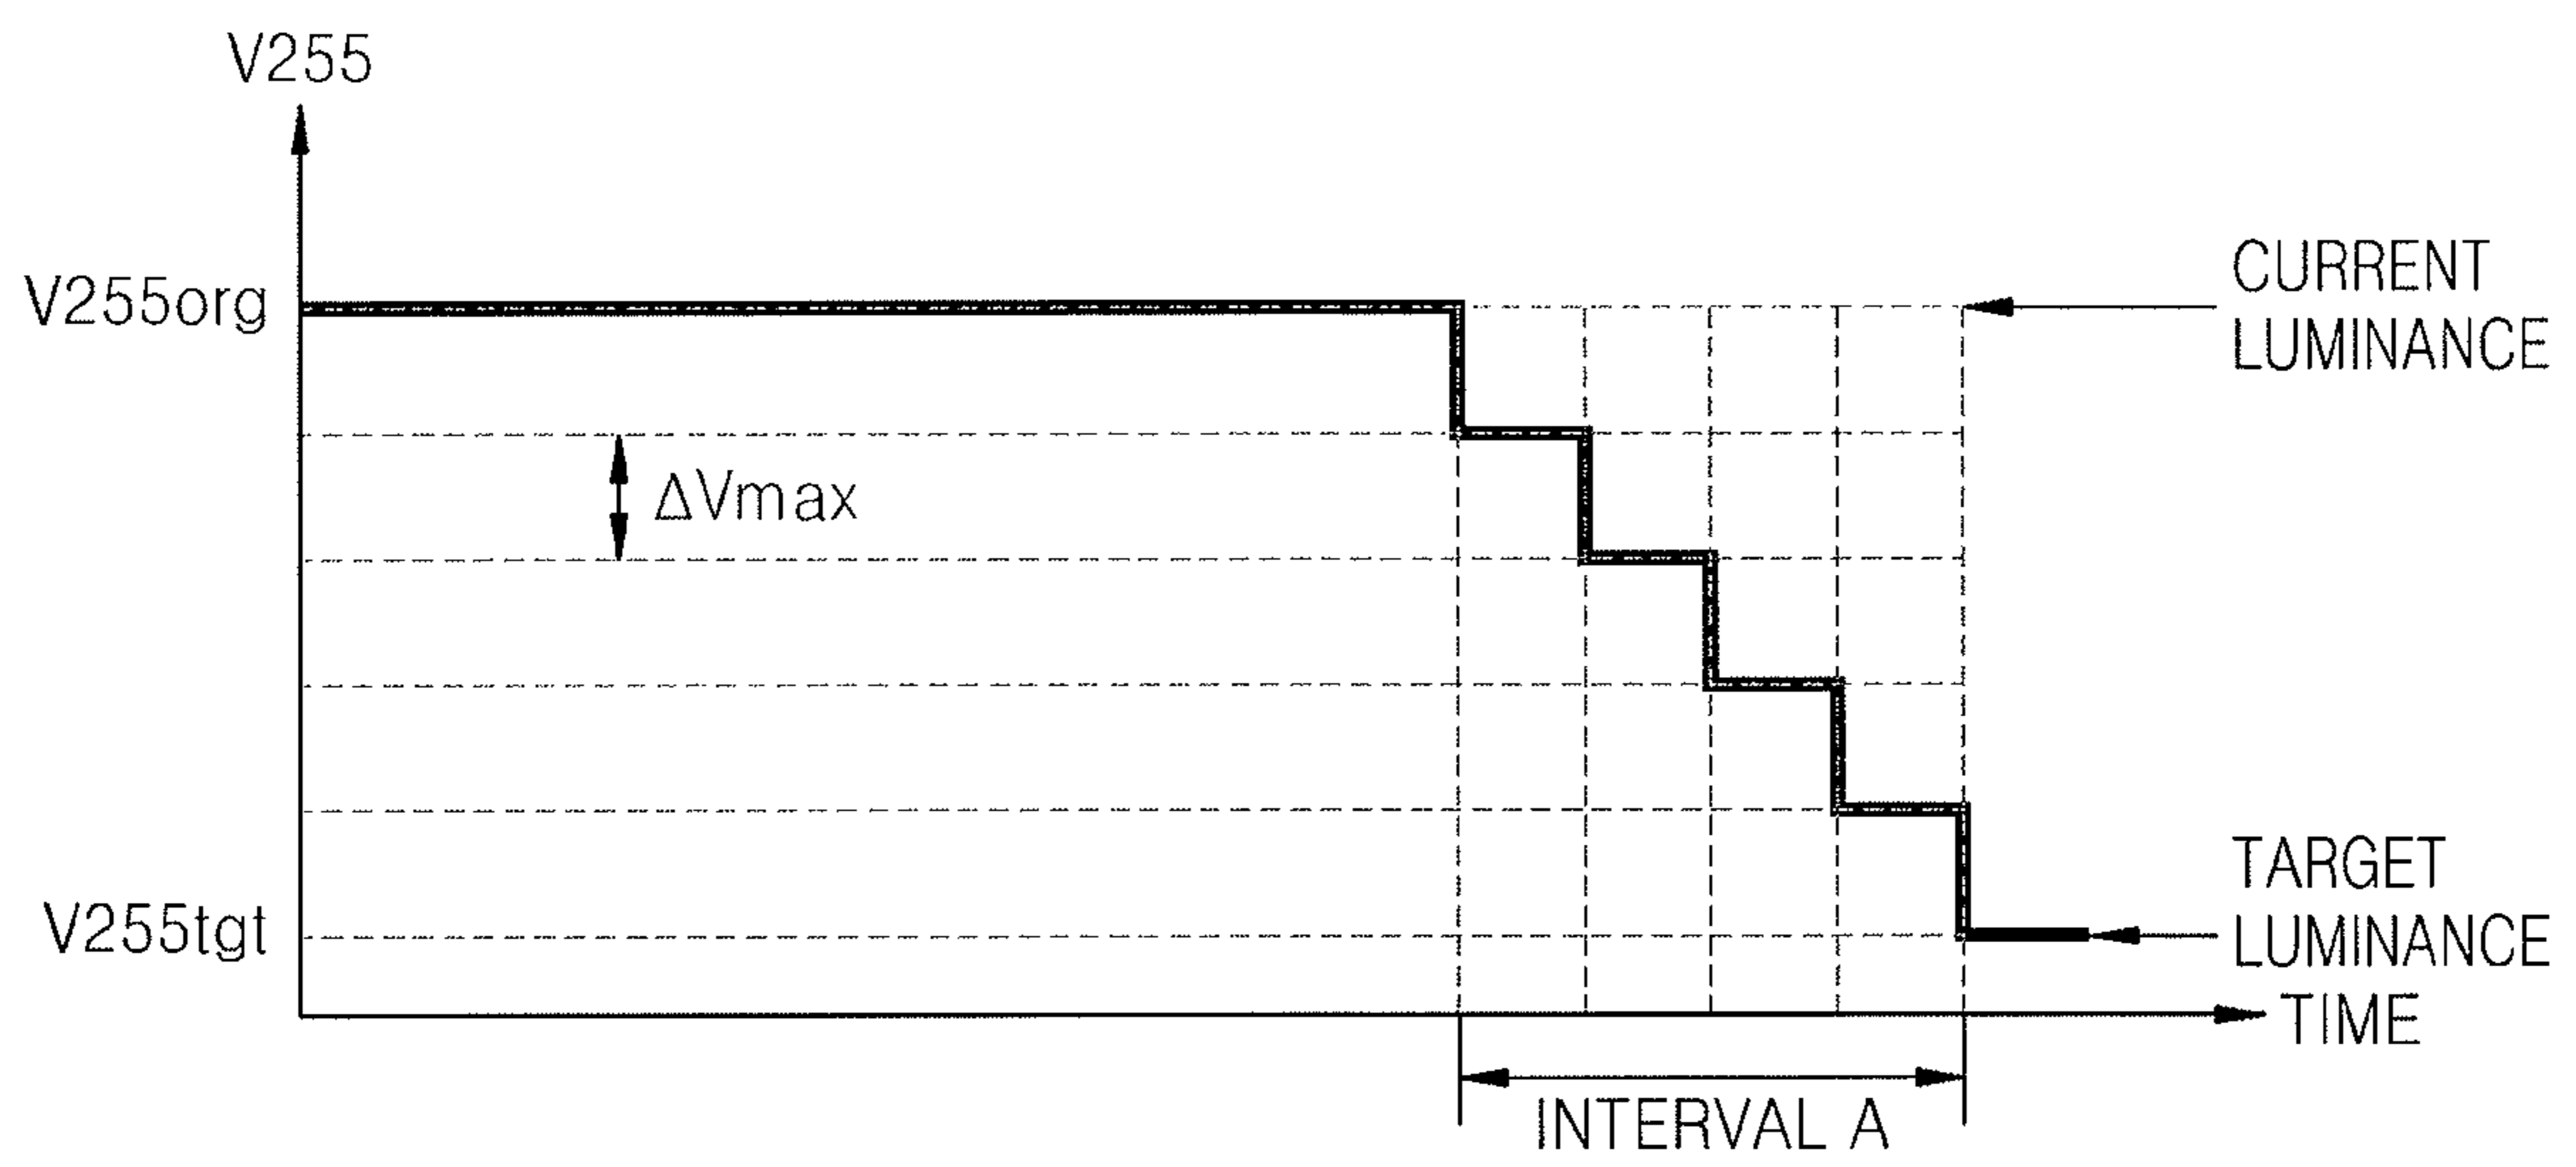 V255
V255org
CURRENT
LUMINANCE
ΔVmax
V255tgt
TARGET
LUMINANCE
TIME
INTERVAL A